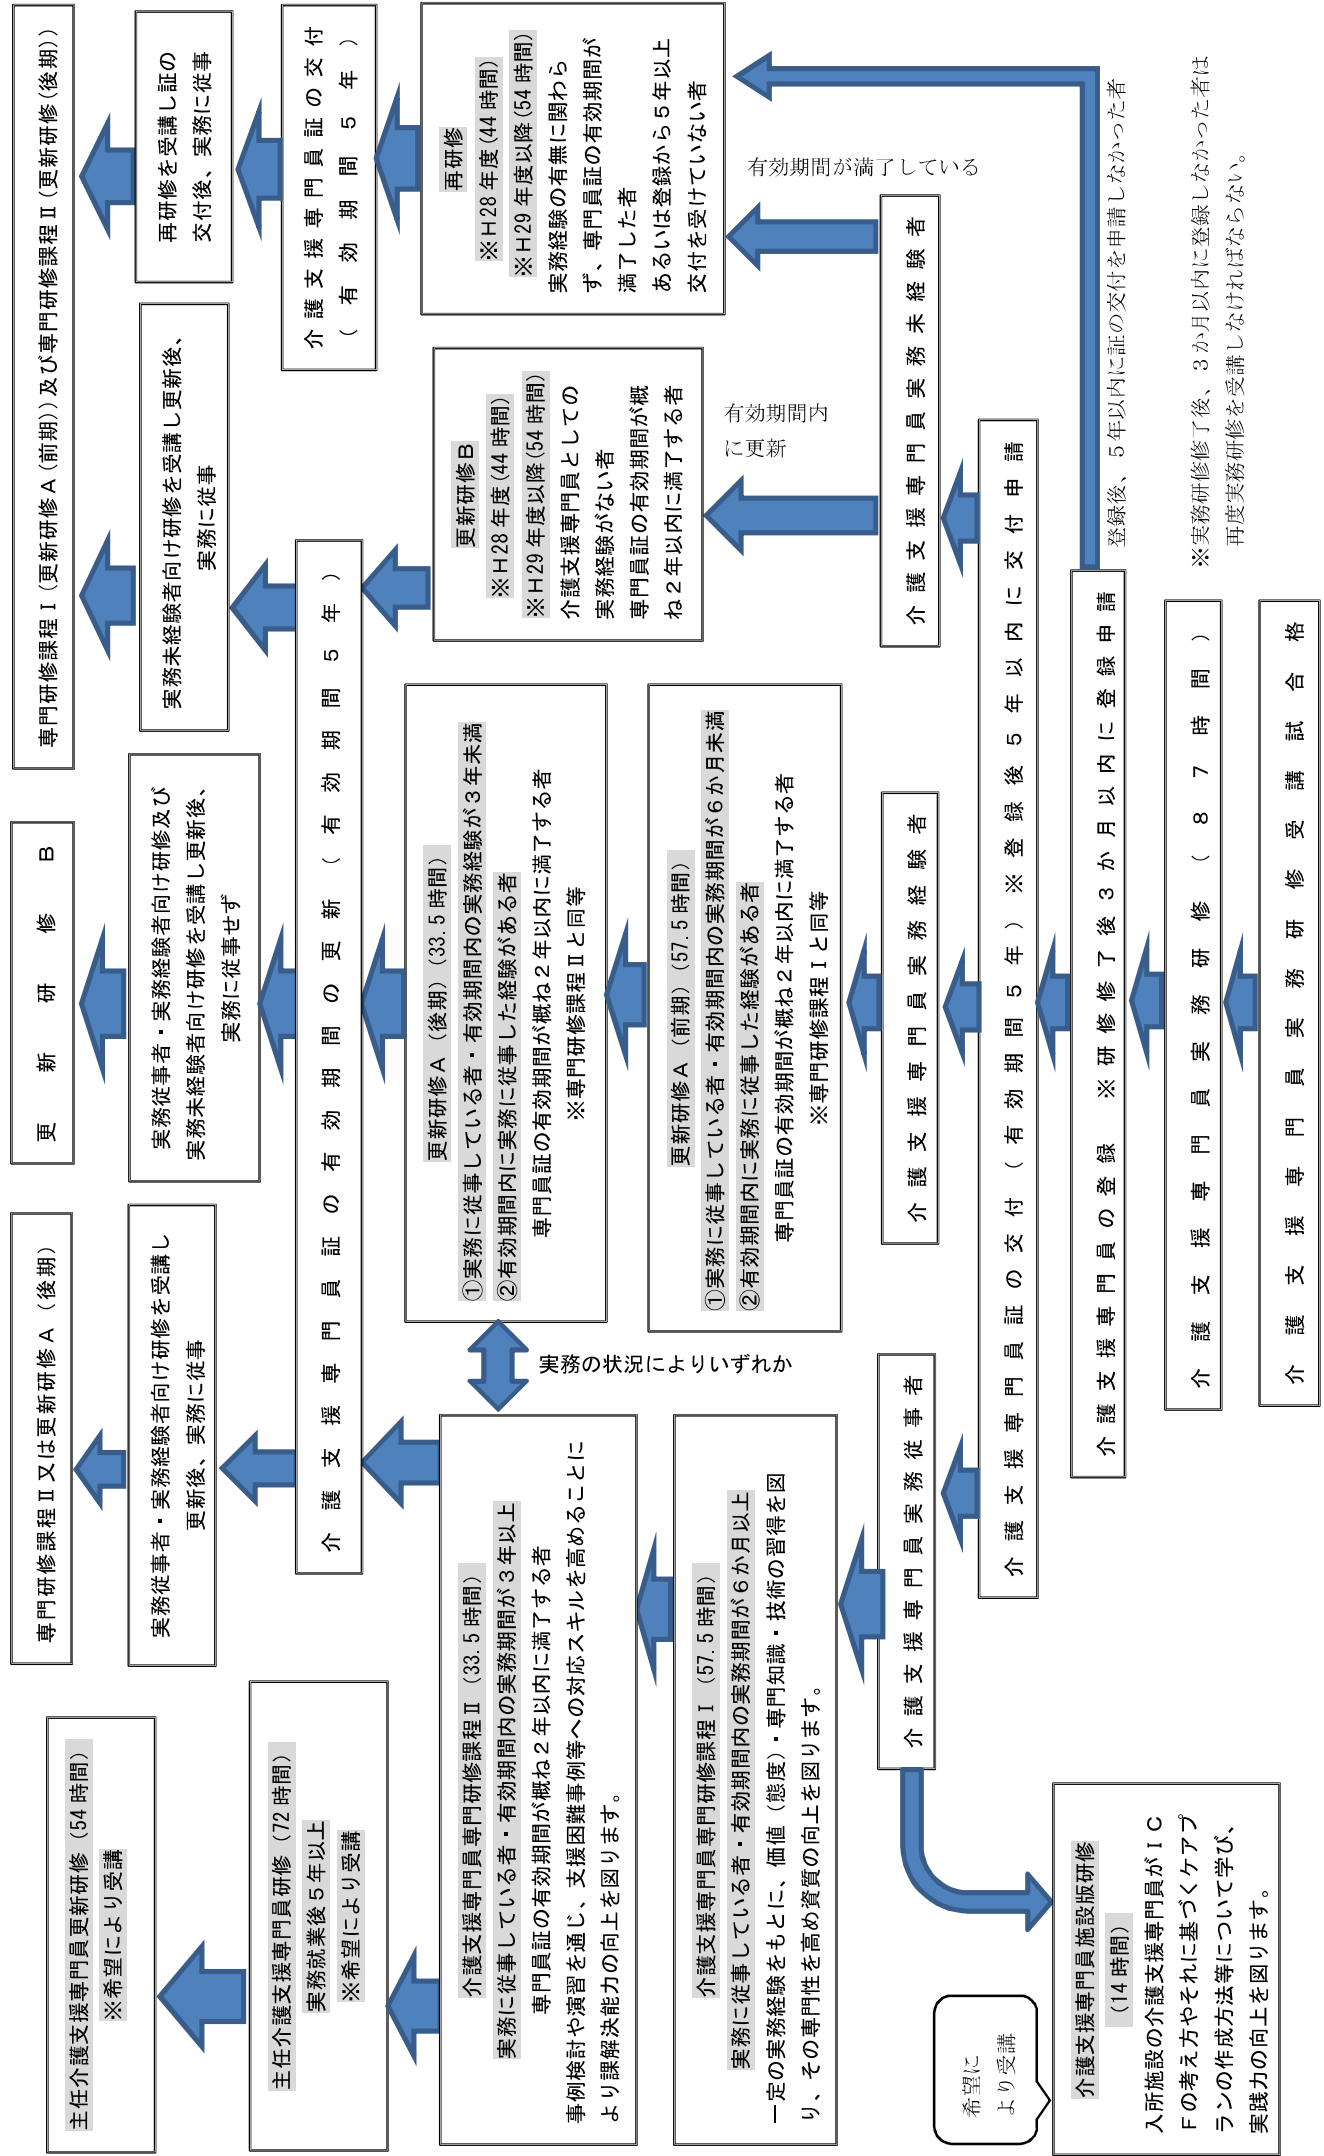 主任介護支援専門員更新研修（54 時間）
※希望により受講
主任介護支援専門員研修（72 時間）
実務就業後５年以上
※希望により受講
介護支援専門員専門研修課程Ⅱ（33.5 時間）
実務に従事している者・有効期間内の実務期間が３年以上
専門員証の有効期間が概ね２年以内に満了する者
事例検討や演習を通じ、支援困難事例等への対応スキルを高めることに
より課解決能力の向上を図ります。
介護支援専門員専門研修課程Ⅰ（57.5 時間）
実務に従事している者・有効期間内の実務期間が６か月以上
一定の実務経験をもとに、価値（態度）・専門知識・技術の習得を図
り、その専門性を高め資質の向上を図ります。
希望に
より受講
介護支援専門員施設版研修
（14 時間）
入所施設の介護支援専門員がＩＣ
Ｆの考え方やそれに基づくケアプ
ランの作成方法等について学び、
実践力の向上を図ります。
専門研修課程Ⅱ又は更新研修Ａ（後期）
実務従事者・実務経験者向け研修を受講し
更新後、実務に従事
更新研修Ｂ
実務従事者・実務経験者向け研修及び
実務未経験者向け研修を受講し更新後、
実務に従事せず
専門研修課程Ⅰ（更新研修Ａ（前期））及び専門研修課程Ⅱ（更新研修（後期））
実務未経験者向け研修を受講し更新後、
実務に従事
再研修を受講し証の
交付後、実務に従事
介護支援専門員証の有効期間の更新（有効期間５年）
介護支援専門員証の交付
（有効期間５年）
実務の状況によりいずれか
更新研修Ａ（後期）（33.5 時間）
①実務に従事している者・有効期間内の実務経験が３年未満
②有効期間内に実務に従事した経験がある者
専門員証の有効期間が概ね２年以内に満了する者
※専門研修課程Ⅱと同等
更新研修Ａ（前期）（57.5 時間）
①実務に従事している者・有効期間内の実務期間が６か月未満
②有効期間内に実務に従事した経験がある者
専門員証の有効期間が概ね２年以内に満了する者
※専門研修課程Ⅰと同等
更新研修Ｂ
※Ｈ28 年度(44 時間)
※Ｈ29 年度以降(54 時間)
介護支援専門員としての
実務経験がない者
専門員証の有効期間が概
ね２年以内に満了する者
再研修
※Ｈ28 年度(44 時間)
※Ｈ29 年度以降(54 時間)
実務経験の有無に関わら
ず、専門員証の有効期間が
満了した者
あるいは登録から５年以上
交付を受けていない者
有効期間内
に更新
有効期間が満了している
介護支援専門員実務従事者
介護支援専門員実務経験者
介護支援専門員実務未経験者
介護支援専門員証の交付（有効期間５年）※登録後５年以内に交付申請
介護支援専門員の登録　※研修修了後３か月以内に登録申請
登録後、５年以内に証の交付を申請しなかった者
介護支援専門員実務研修（８７時間）
※実務研修修了後、３か月以内に登録しなかった者は
再度実務研修を受講しなければならない。
介護支援専門員実務研修受講試合格